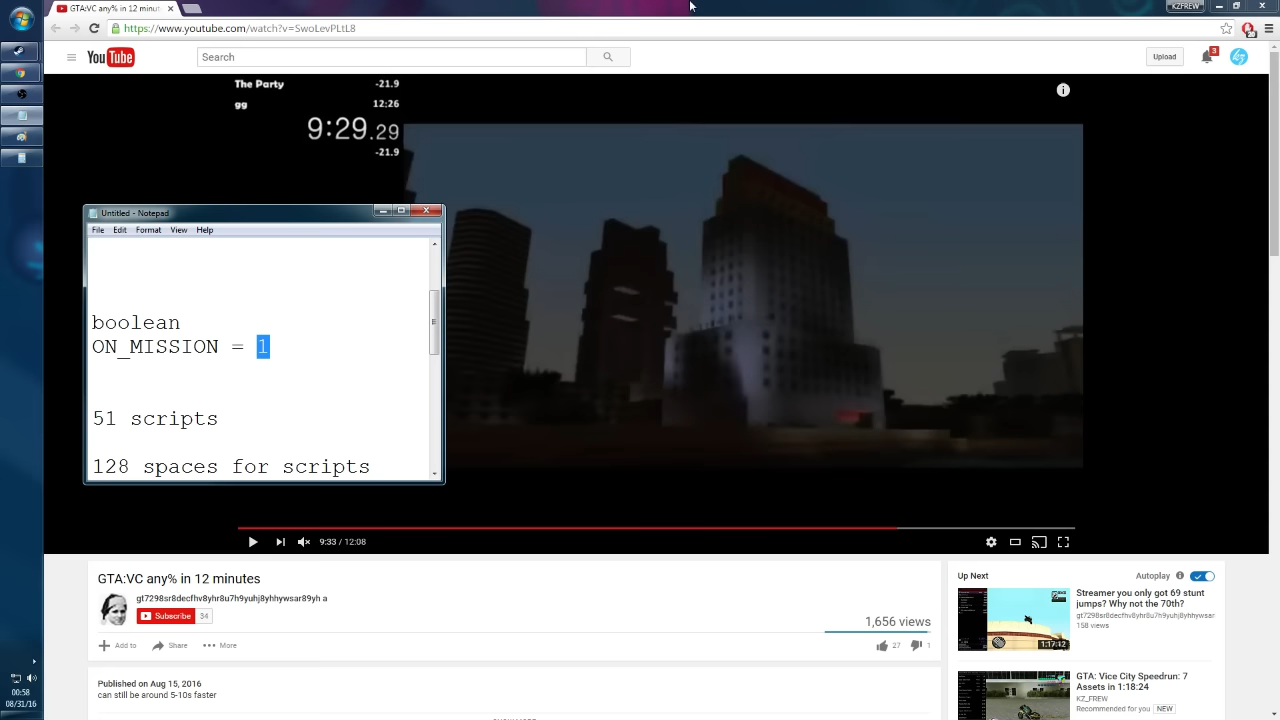 GTA:VC any% in 12 minut
KZFREW
https://www.youtube.com/watch?v=SwoLevPLtL8
YouTube
Search
Upload
3
kz
The Party -21.9
gg 12:26
9:29.29
-21.9
Untitled - Notepad
File Edit Format View Help
boolean
ON_MISSION = 1
51 scripts
128 spaces for scripts
9:33 / 12:08
GTA:VC any% in 12 minutes
gt7298sr8decfhv8yhr8u7h9yuhj8yhhywsar89yh a
Subscribe 34
1,656 views
Add to Share More
27 1
Published on Aug 15, 2016
can still be around 5-10s faster
Up Next
Autoplay
Streamer you only got 69 stunt
jumps? Why not the 70th?
gt7298sr8decfhv8yhr8u7h9yuhj8yhhywsar
158 views
1:17:12
GTA: Vice City Speedrun: 7
Assets in 1:18:24
KZ_FREW
Recommended for you NEW
00:58
08/31/16